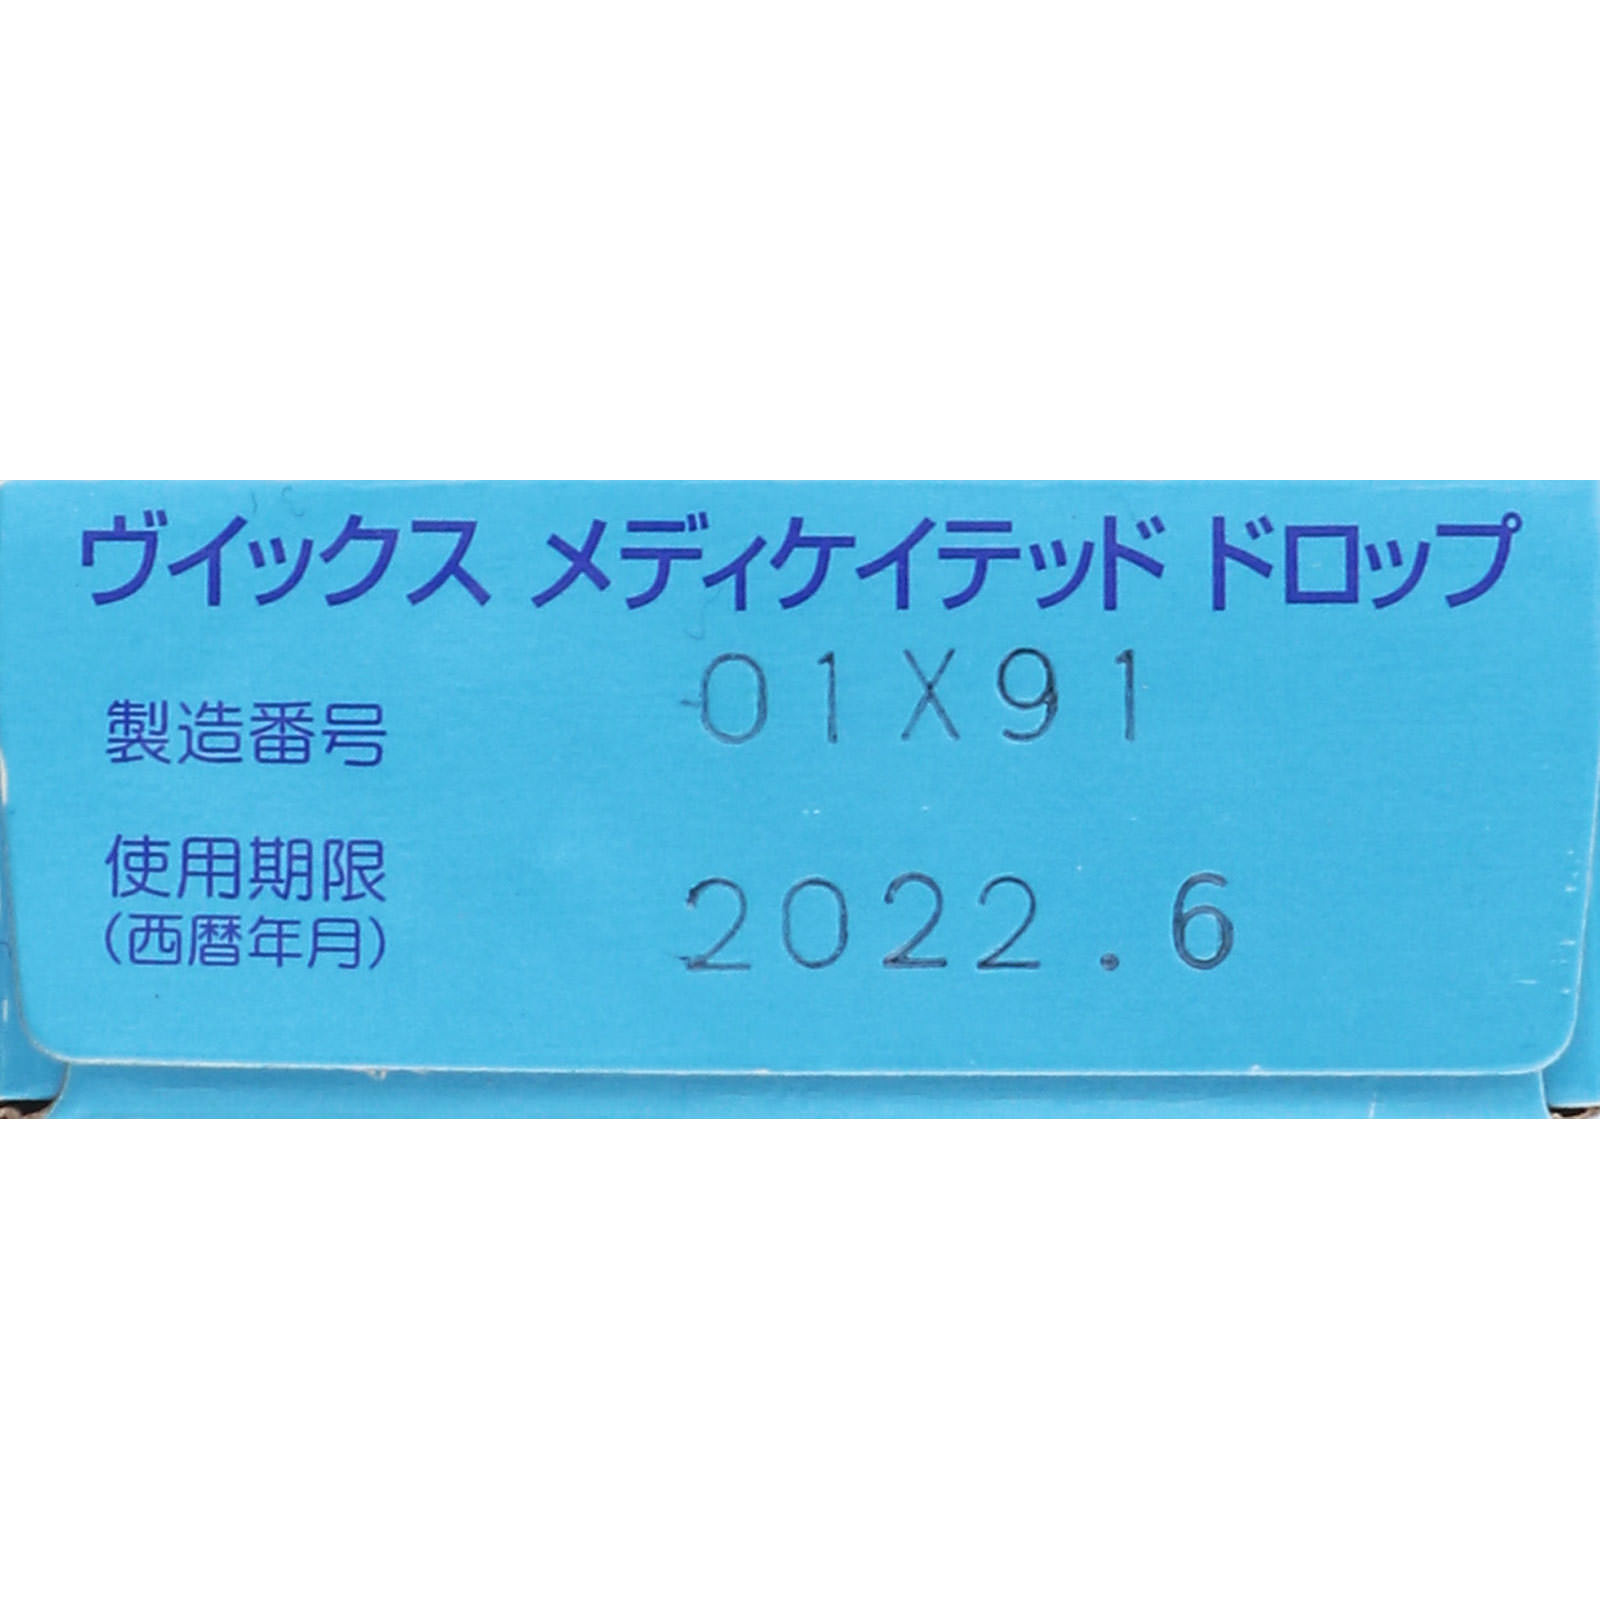 ヴイックス メディケイテッド ドロップ
製造番号 01X91
使用期限 2022.6
(西暦年月)